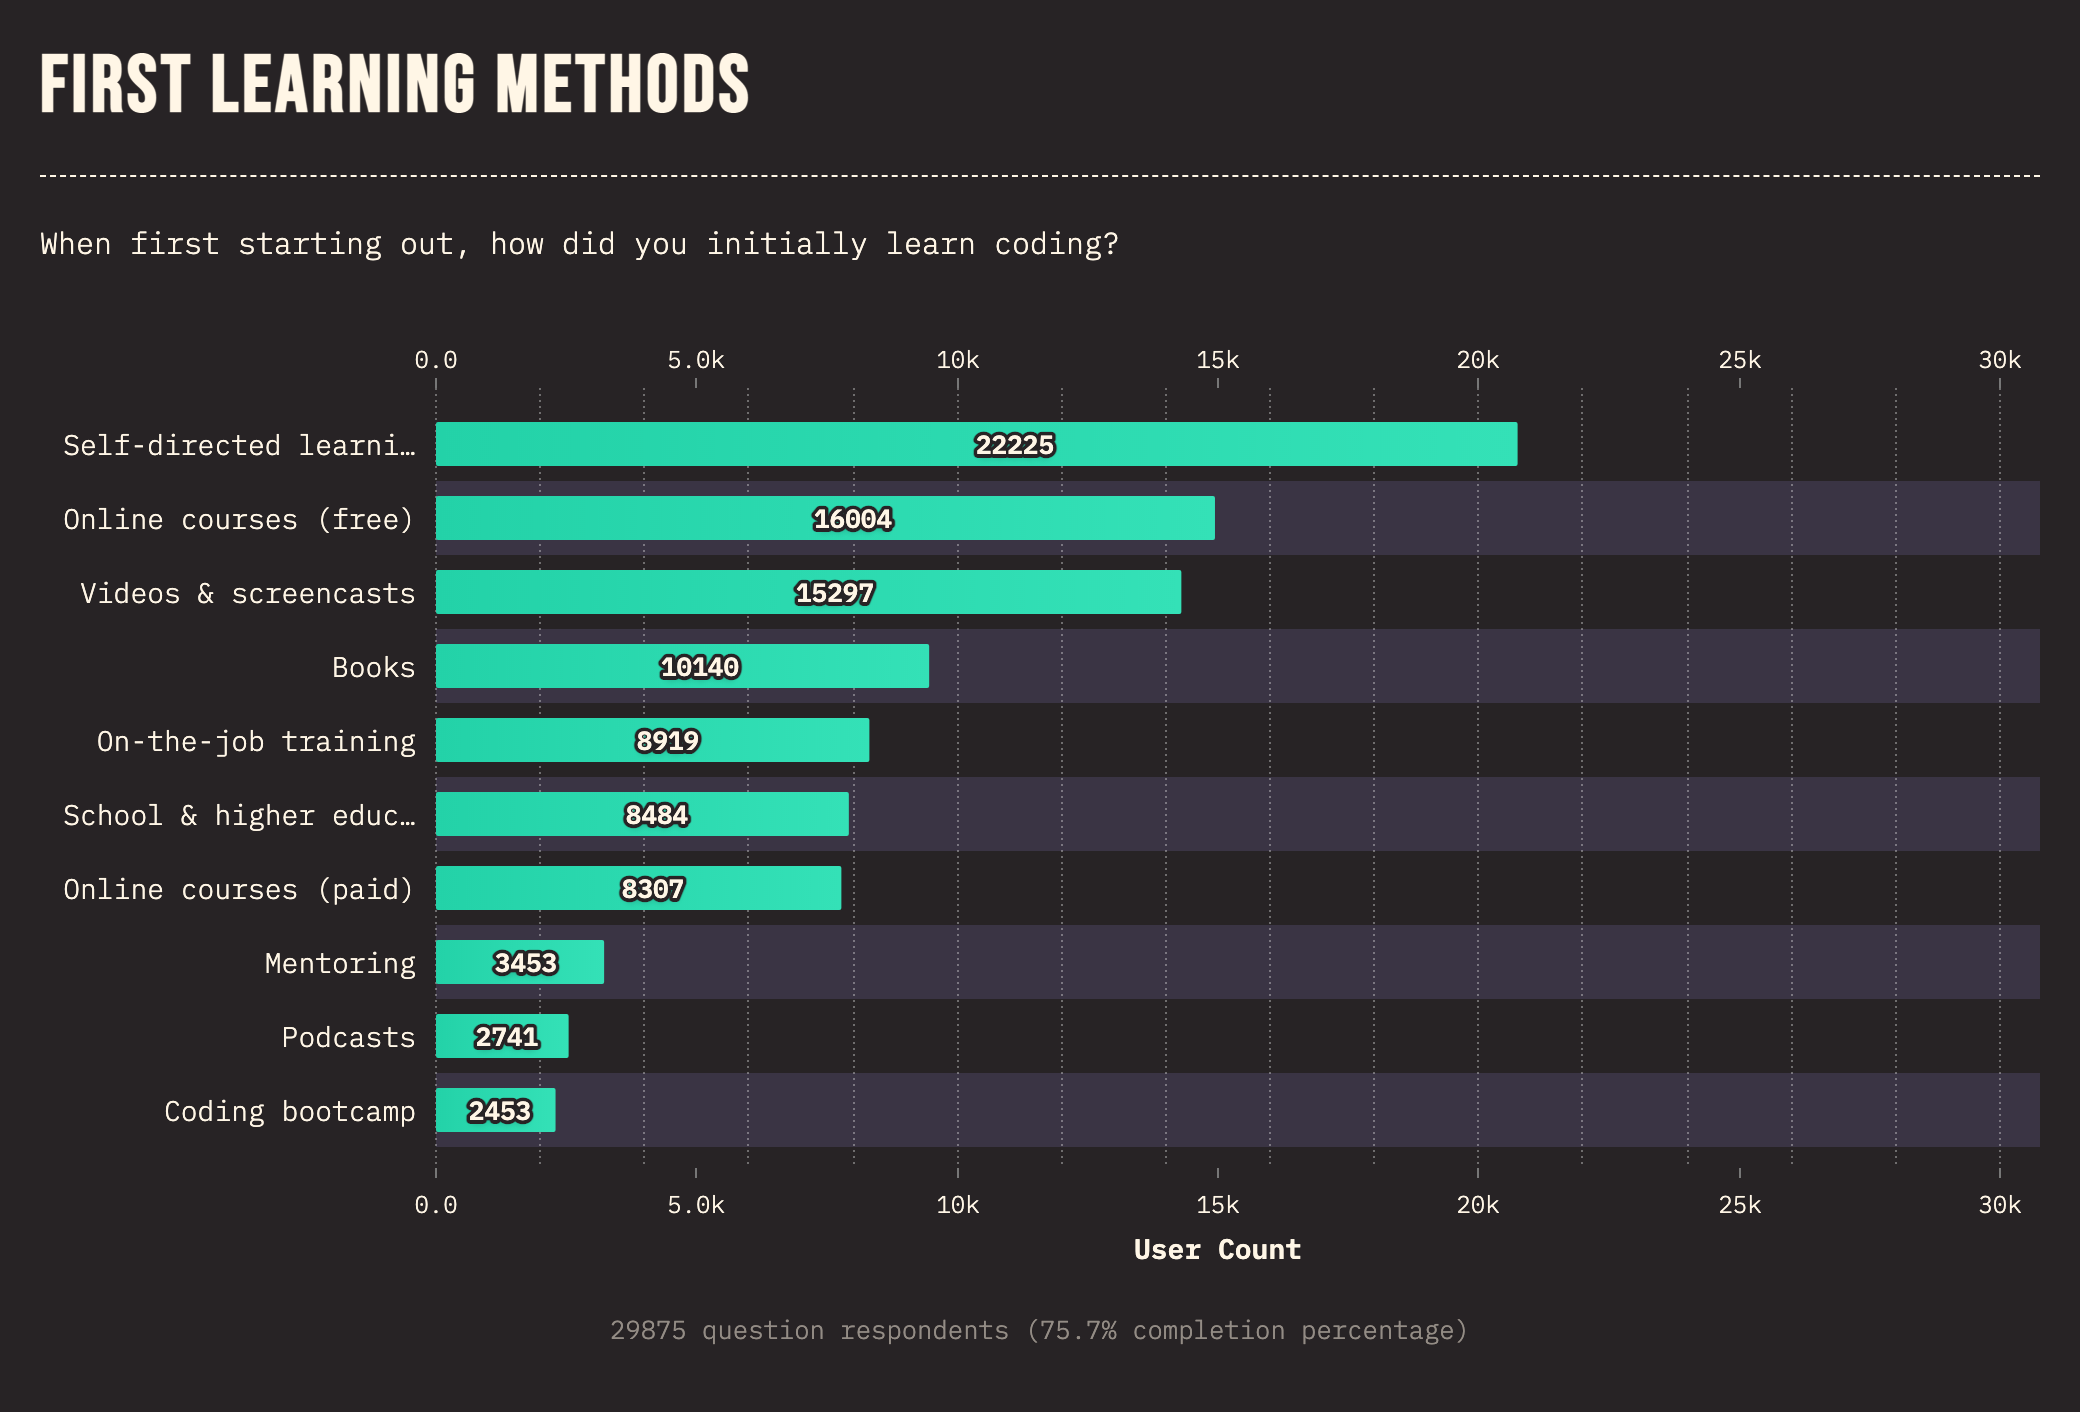 FIRST LEARNING METHODS
When first starting out, how did you initially learn coding?
0.0 5.0k 10k 15k 20k 25k 30k
Self-directed learni… 22225
Online courses (free) 16004
Videos & screencasts 15297
Books 10140
On-the-job training 8919
School & higher educ… 8484
Online courses (paid) 8307
Mentoring 3453
Podcasts 2741
Coding bootcamp 2453
0.0 5.0k 10k 15k 20k 25k 30k
User Count
29875 question respondents (75.7% completion percentage)